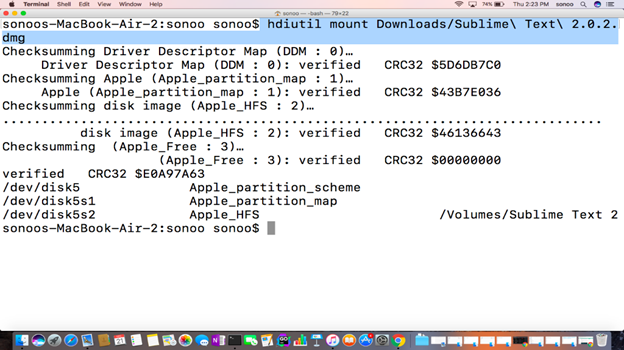 Terminal Shell Edit View Window Help 74% Thu 2:23 PM sonoo
sonoo — -bash — 79×22
sonoos-MacBook-Air-2:sonoo sonoo$ hdiutil mount Downloads/Sublime\ Text\ 2.0.2.
dmg
Checksumming Driver Descriptor Map (DDM : 0)…
Driver Descriptor Map (DDM : 0): verified CRC32 $5D6DB7C0
Checksumming Apple (Apple_partition_map : 1)…
Apple (Apple_partition_map : 1): verified CRC32 $43B7E036
Checksumming disk image (Apple_HFS : 2)…
...............................................................................
disk image (Apple_HFS : 2): verified CRC32 $46136643
Checksumming (Apple_Free : 3)…
(Apple_Free : 3): verified CRC32 $00000000
verified CRC32 $E0A97A63
/dev/disk5 Apple_partition_scheme
/dev/disk5s1 Apple_partition_map
/dev/disk5s2 Apple_HFS /Volumes/Sublime Text 2
sonoos-MacBook-Air-2:sonoo sonoo$